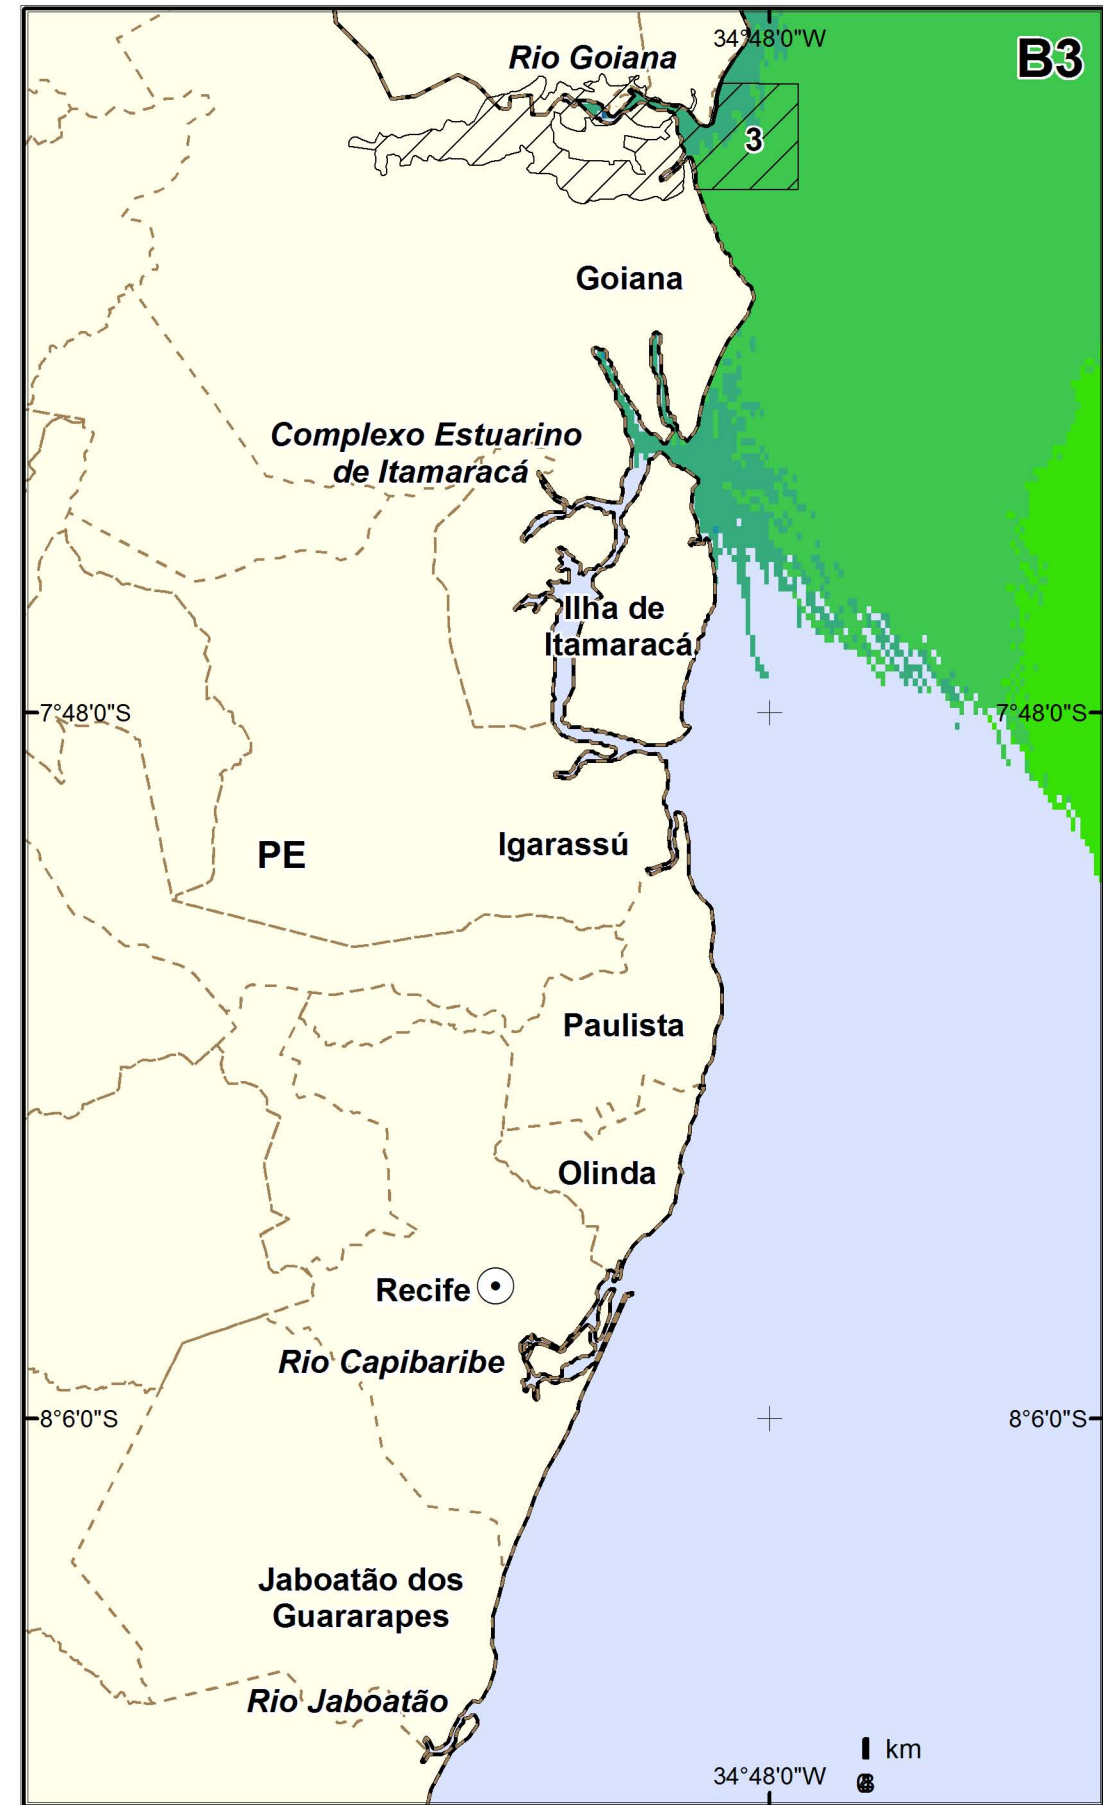 34°48'0"W
B3
Rio Goiana
3
Goiana
Complexo Estuarino
de Itamaracá
Ilha de
Itamaracá
7°48'0"S
7°48'0"S
Igarassú
PE
Paulista
Olinda
Recife
Rio Capibaribe
8°6'0"S
8°6'0"S
Jaboatão dos
Guararapes
Rio Jaboatão
km
34°48'0"W